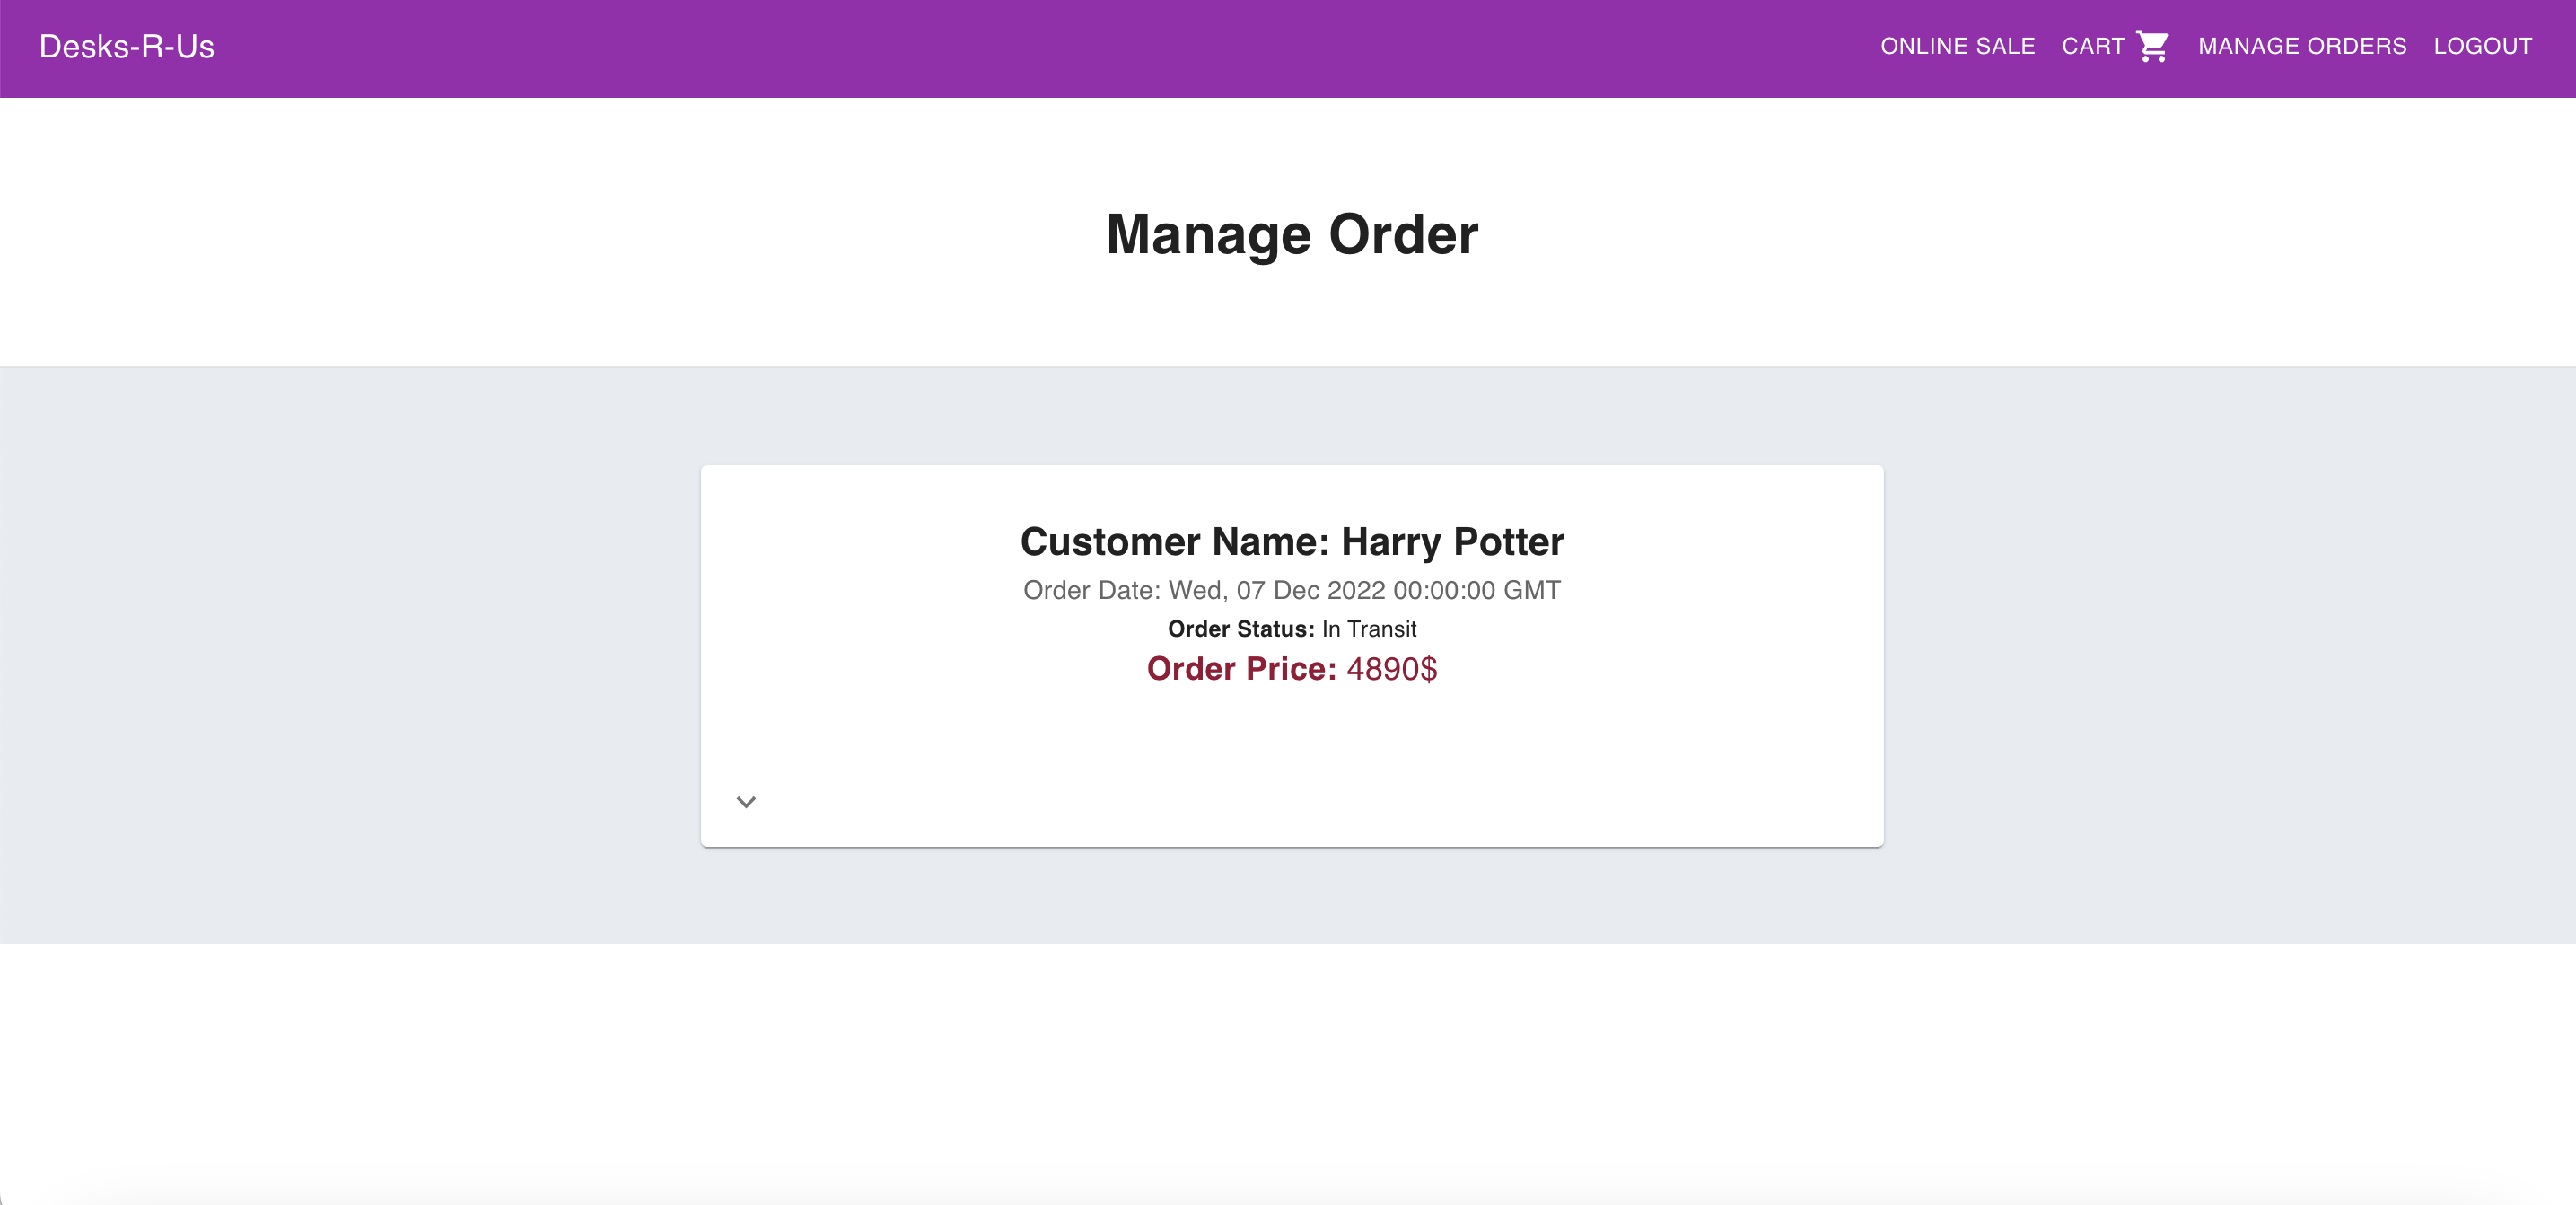 Desks-R-Us ONLINE SALE CART MANAGE ORDERS LOGOUT
Manage Order
Customer Name: Harry Potter
Order Date: Wed, 07 Dec 2022 00:00:00 GMT
Order Status: In Transit
Order Price: 4890$